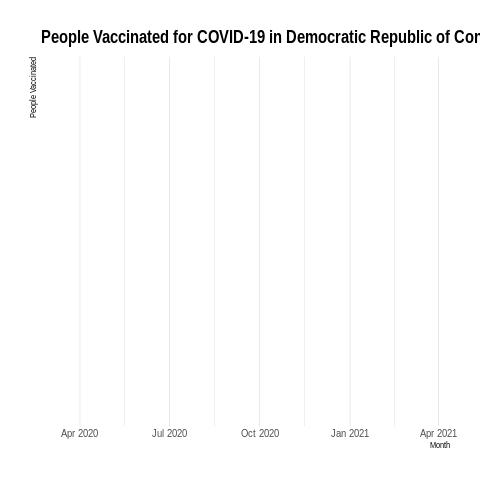 People Vaccinated for COVID-19 in Democratic Republic of Con
People Vaccinated
Apr 2020
Jul 2020
Oct 2020
Jan 2021
Apr 2021
Month